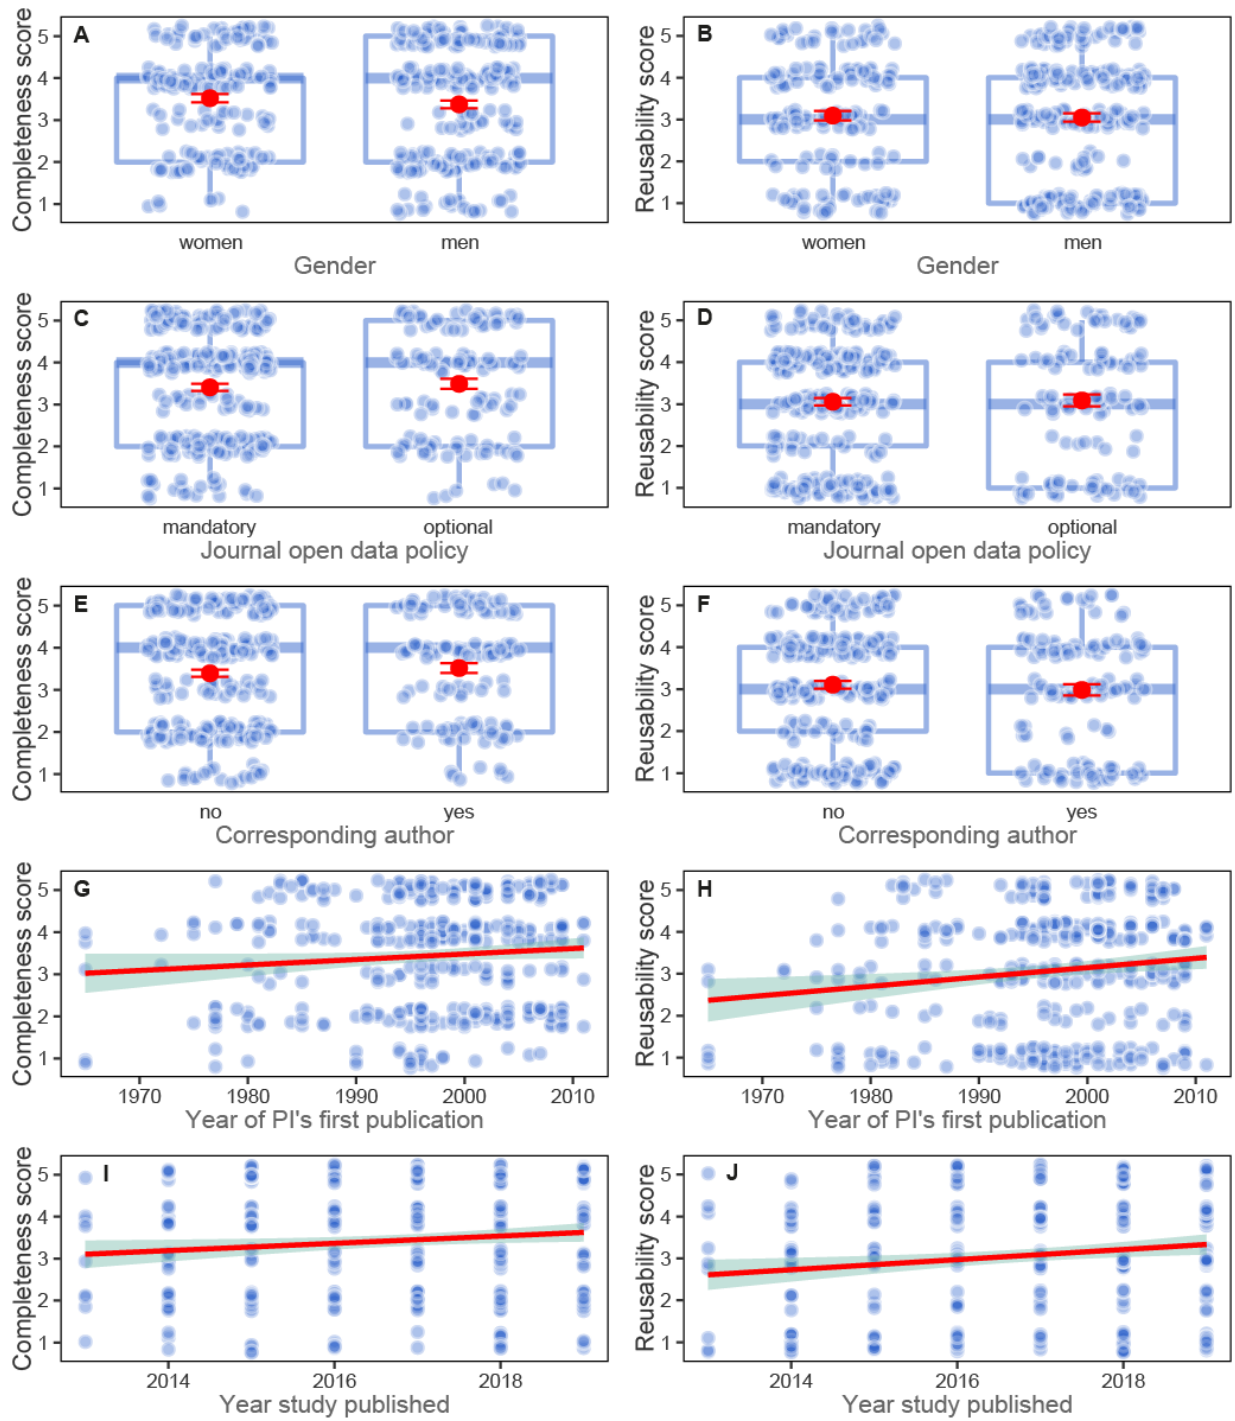 A
Completeness score
5
4
3
2
1
women men
Gender
B
Reusability score
5
4
3
2
1
women men
Gender
C
Completeness score
5
4
3
2
1
mandatory optional
Journal open data policy
D
Reusability score
5
4
3
2
1
mandatory optional
Journal open data policy
E
Completeness score
5
4
3
2
1
no yes
Corresponding author
F
Reusability score
5
4
3
2
1
no yes
Corresponding author
G
Completeness score
5
4
3
2
1
1970 1980 1990 2000 2010
Year of PI's first publication
H
Reusability score
5
4
3
2
1
1970 1980 1990 2000 2010
Year of PI's first publication
I
Completeness score
5
4
3
2
1
2014 2016 2018
Year study published
J
Reusability score
5
4
3
2
1
2014 2016 2018
Year study published